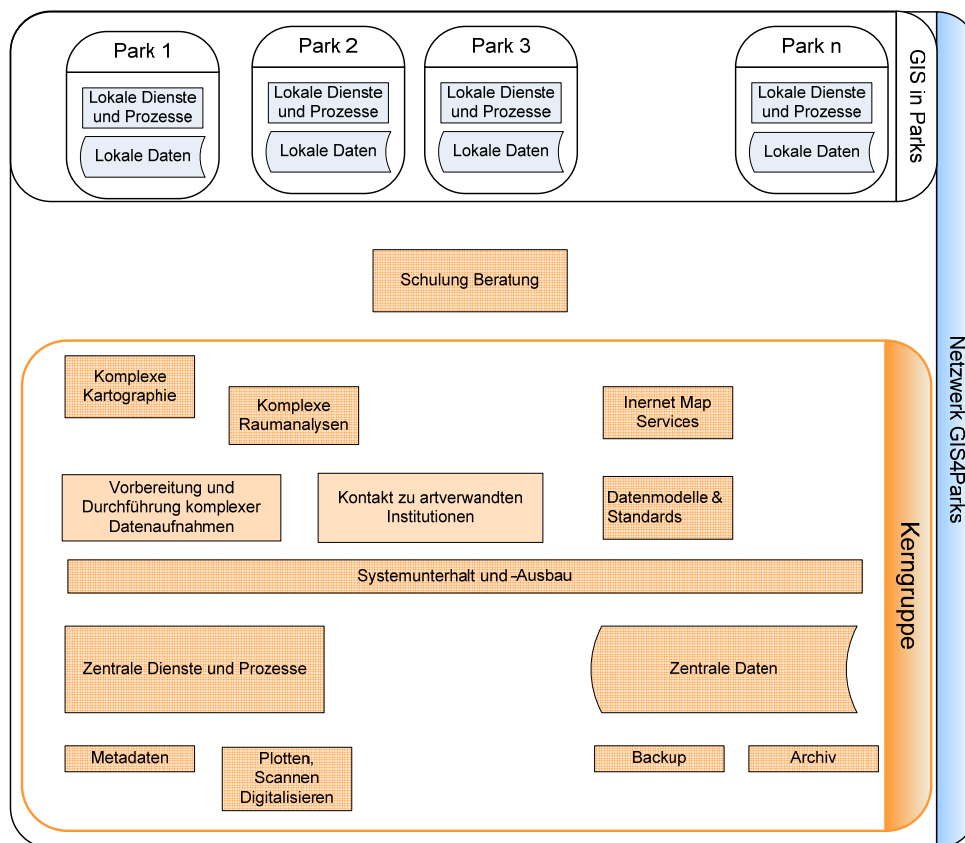 Park 1
Lokale Dienste
und Prozesse
Lokale Daten
Park 2
Lokale Dienste
und Prozesse
Lokale Daten
Park 3
Lokale Dienste
und Prozesse
Lokale Daten
Park n
Lokale Dienste
und Prozesse
Lokale Daten
GIS in Parks
Netzwerk GIS4Parks
Schulung Beratung
Komplexe
Kartographie
Komplexe
Raumanalysen
Inernet Map
Services
Vorbereitung und
Durchführung komplexer
Datenaufnahmen
Kontakt zu artverwandten
Institutionen
Datenmodelle &
Standards
Systemunterhalt und -Ausbau
Kerngruppe
Zentrale Dienste und Prozesse
Zentrale Daten
Metadaten
Plotten,
Scannen
Digitalisieren
Backup
Archiv